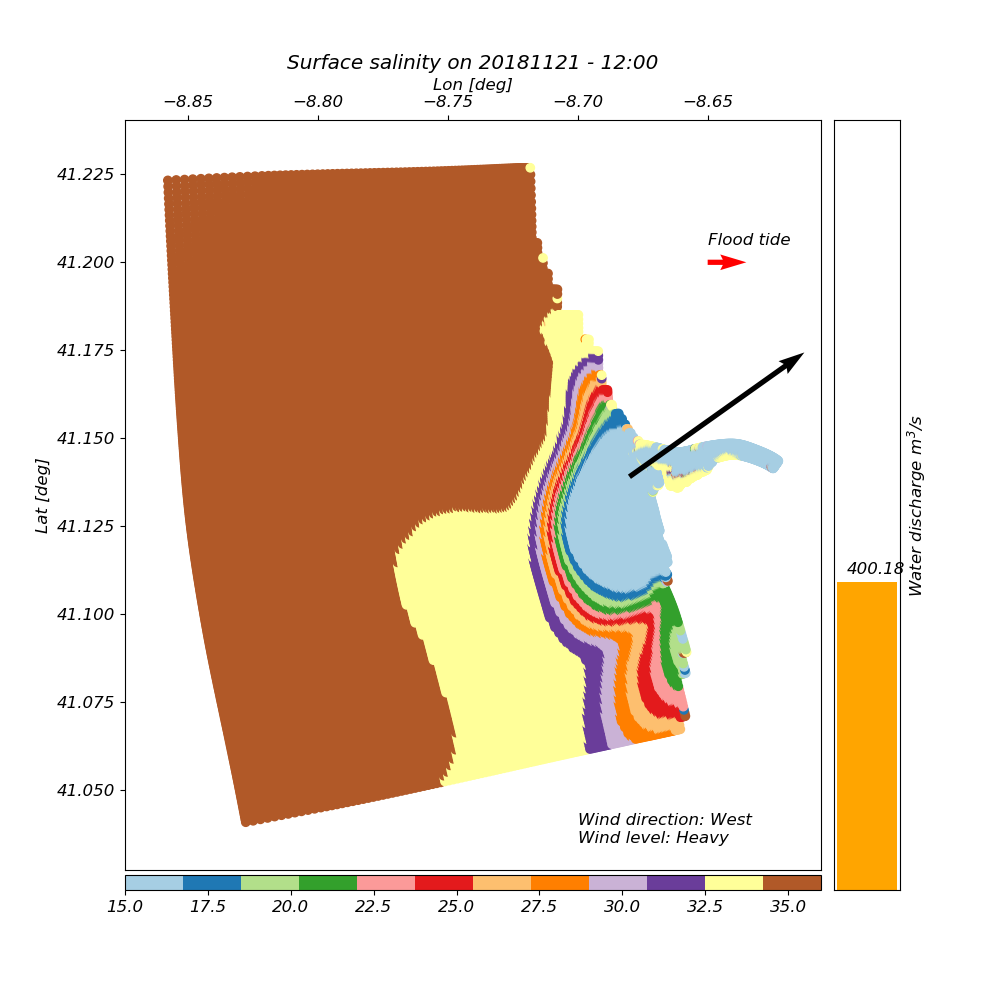 Surface salinity on 20181121 - 12:00
Lon [deg]
−8.85 −8.80 −8.75 −8.70 −8.65
41.225
41.200
41.175
41.150
41.125
41.100
41.075
41.050
Lat [deg]
Flood tide
Wind direction: West
Wind level: Heavy
400.18
Water discharge m³/s
15.0 17.5 20.0 22.5 25.0 27.5 30.0 32.5 35.0